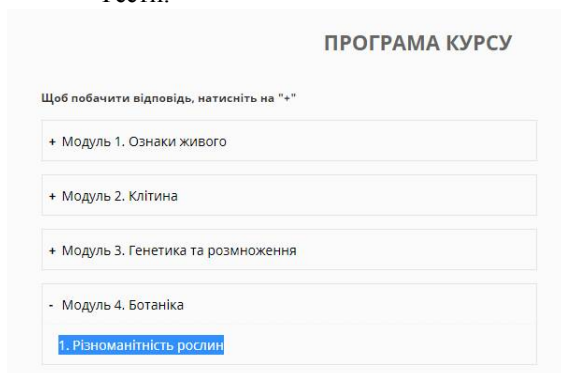 Тести.
ПРОГРАМА КУРСУ
Щоб побачити відповідь, натисніть на "+"
+ Модуль 1. Ознаки живого
+ Модуль 2. Клітина
+ Модуль 3. Генетика та розмноження
- Модуль 4. Ботаніка
1. Різноманітність рослин